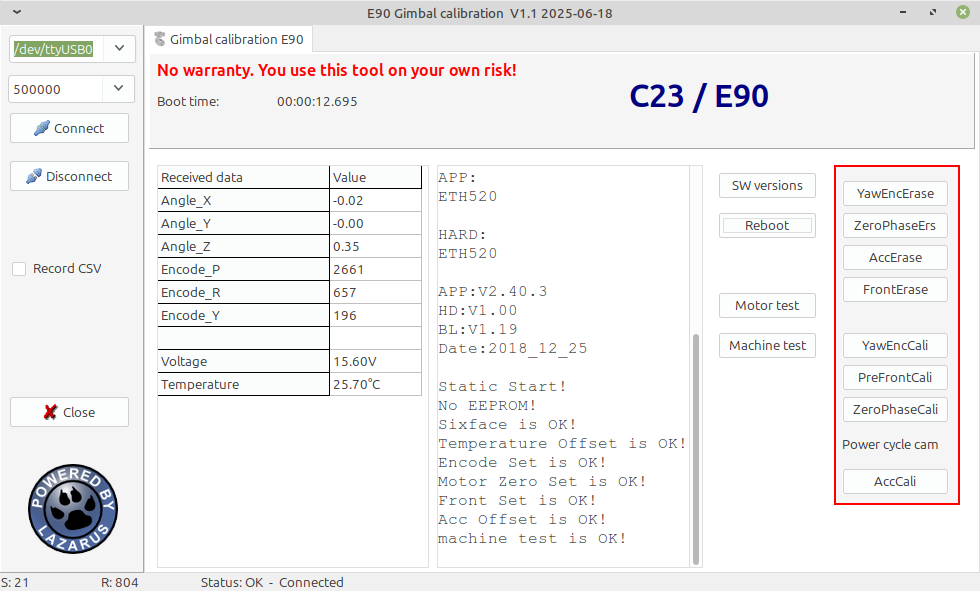 E90 Gimbal calibration V1.1 2025-06-18
/dev/ttyUSB0
500000
Connect
Disconnect
Record CSV
Close
POWERED BY
LAZARUS
Gimbal calibration E90
No warranty. You use this tool on your own risk!
Boot time: 00:00:12.695
C23 / E90
Received data Value
Angle_X -0.02
Angle_Y -0.00
Angle_Z 0.35
Encode_P 2661
Encode_R 657
Encode_Y 196
Voltage 15.60V
Temperature 25.70°C
APP:
ETH520
HARD:
ETH520
APP:V2.40.3
HD:V1.00
BL:V1.19
Date:2018_12_25
Static Start!
No EEPROM!
Sixface is OK!
Temperature Offset is OK!
Encode Set is OK!
Motor Zero Set is OK!
Front Set is OK!
Acc Offset is OK!
machine test is OK!
SW versions
Reboot
Motor test
Machine test
YawEncErase
ZeroPhaseErs
AccErase
FrontErase
YawEncCali
PreFrontCali
ZeroPhaseCali
Power cycle cam
AccCali
S: 21 R: 804 Status: OK - Connected